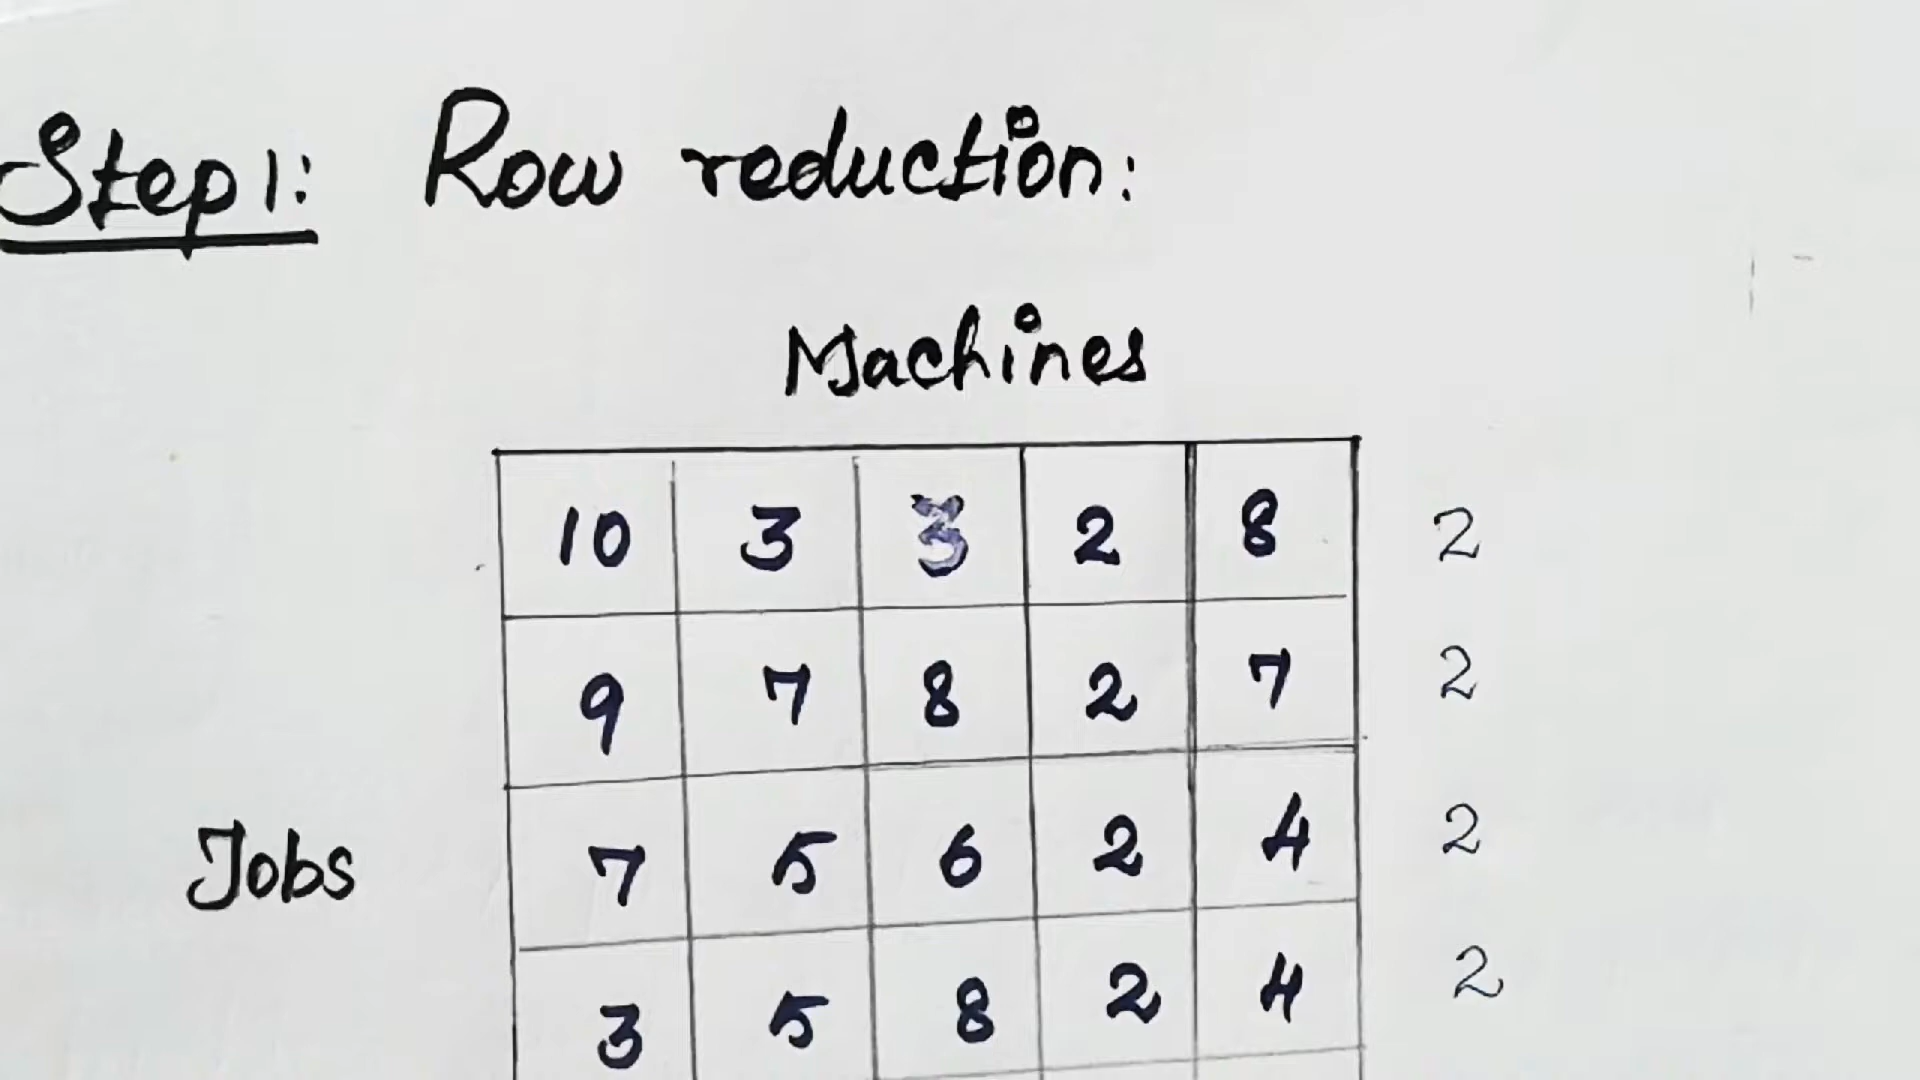 Step 1: Row reduction:
Machines
10 3 3 2 8 2
9 7 8 2 7 2
Jobs 7 5 6 2 4 2
3 5 8 2 4 2